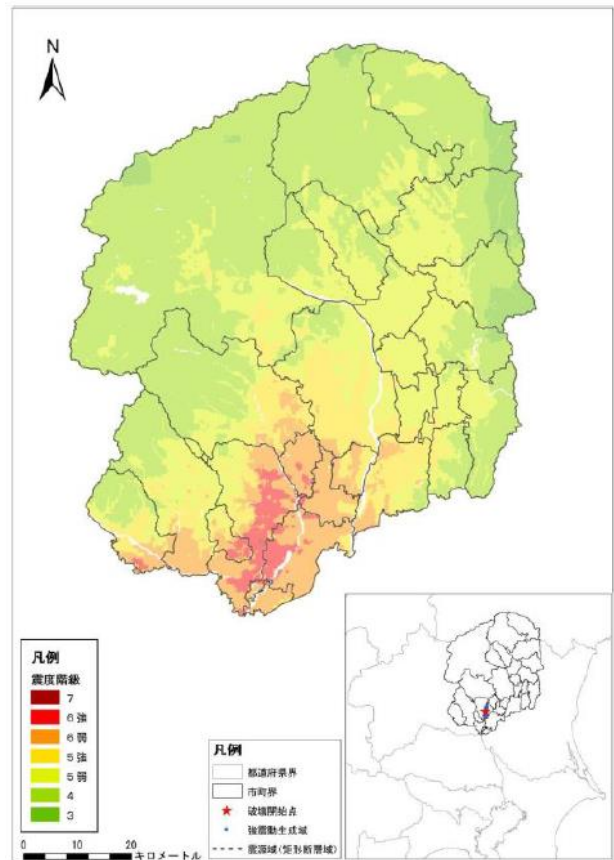 N
凡例
震度階級
7
6強
6弱
5強
5弱
4
3
0 10 20
キロメートル
凡例
都道府県界
市町界
破壊開始点
強震動生成域
震源域(矩形断層域)